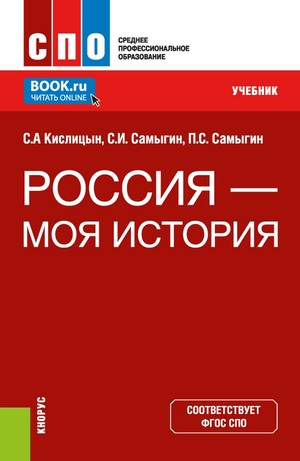 СПО
СРЕДНЕЕ
ПРОФЕССИОНАЛЬНОЕ
ОБРАЗОВАНИЕ
BOOK.ru
ЧИТАТЬ ONLINE
УЧЕБНИК
С.А Кислицын, С.И. Самыгин, П.С. Самыгин
РОССИЯ —
МОЯ ИСТОРИЯ
КНОРУС
СООТВЕТСТВУЕТ
ФГОС СПО